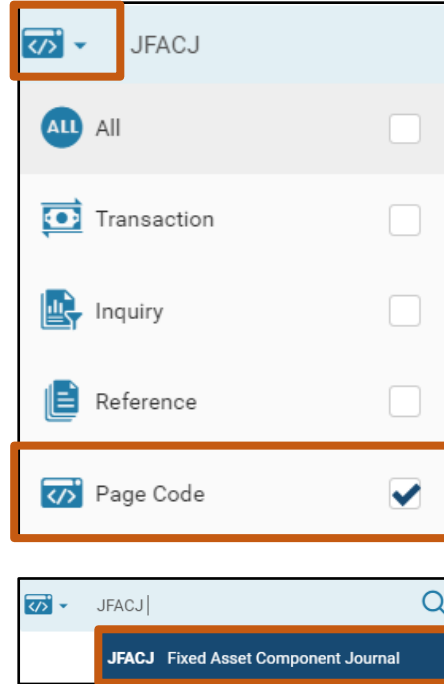 JFACJ
ALL All
Transaction
Inquiry
Reference
</> Page Code
JFACJ
JFACJ Fixed Asset Component Journal